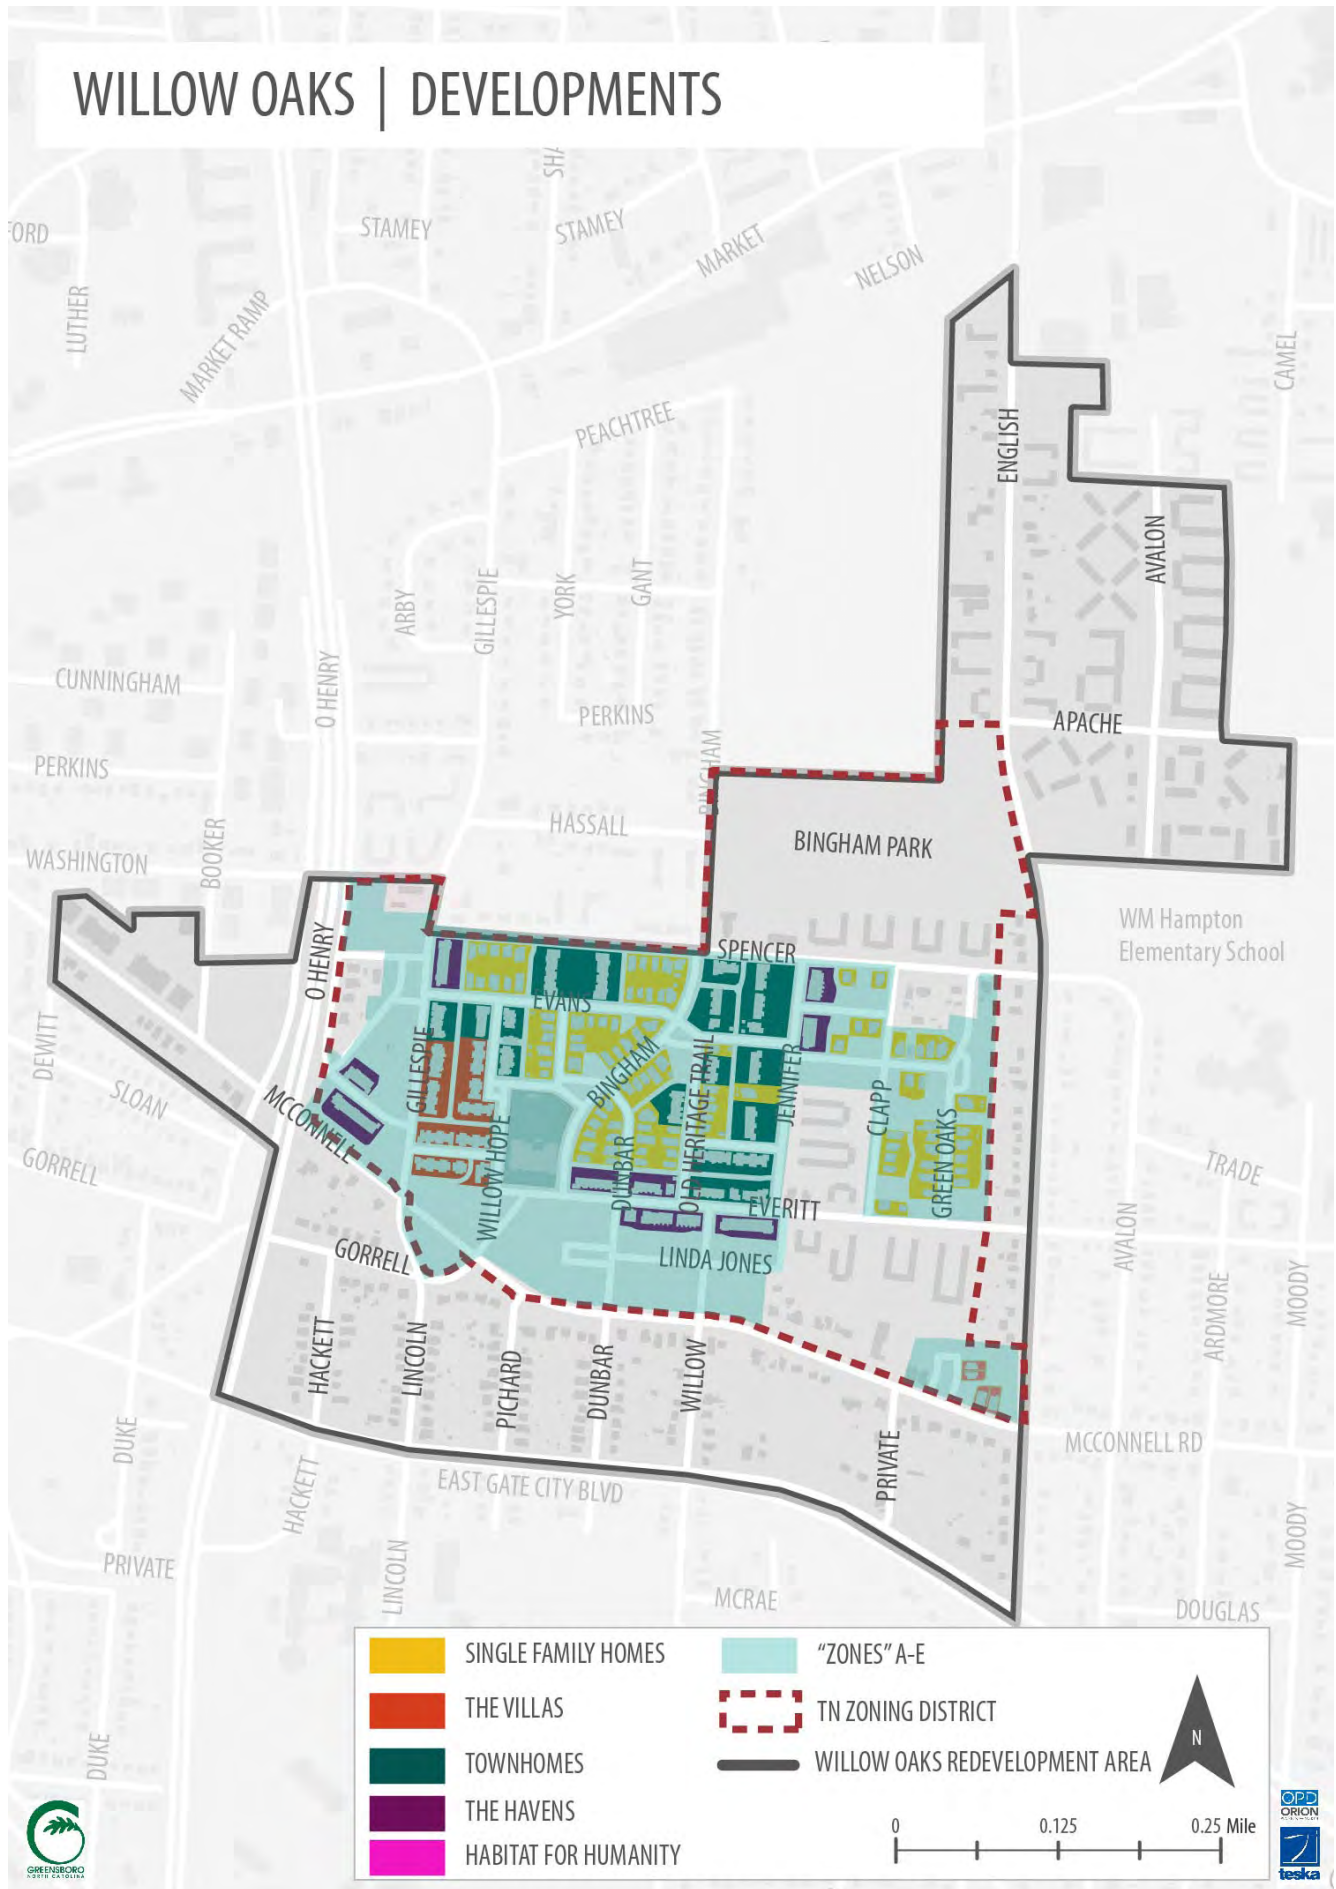 WILLOW OAKS | DEVELOPMENTS
SHA
STAMEY
STAMEY
FORD
MARKET
NELSON
LUTHER
MARKET RAMP
CAMEL
PEACHTREE
ENGLISH
AVALON
ARBY
GILLESPIE
YORK
GANT
CUNNINGHAM
O HENRY
PERKINS
APACHE
PERKINS
BINGHAM
HASSALL
BINGHAM PARK
WASHINGTON
BOOKER
WM Hampton
Elementary School
O HENRY
SPENCER
EVANS
DEWITT
SLOAN
MCCONNELL
GILLESPIE
BINGHAM
OLD HERITAGE TRAIL
JENNIFER
CLAPP
GREEN OAKS
GORRELL
WILLOW HOPE
DUNBAR
TRADE
EVERITT
GORRELL
LINDA JONES
AVALON
ARDMORE
MOODY
HACKETT
LINCOLN
PICHARD
DUNBAR
WILLOW
DUKE
PRIVATE
MCCONNELL RD
HACKETT
EAST GATE CITY BLVD
MOODY
PRIVATE
LINCOLN
MCRAE
DOUGLAS
DUKE
SINGLE FAMILY HOMES
THE VILLAS
TOWNHOMES
THE HAVENS
HABITAT FOR HUMANITY
“ZONES” A-E
TN ZONING DISTRICT
WILLOW OAKS REDEVELOPMENT AREA
N
0 0.125 0.25 Mile
GREENSBORO
NORTH CAROLINA
OPD
ORION
teska